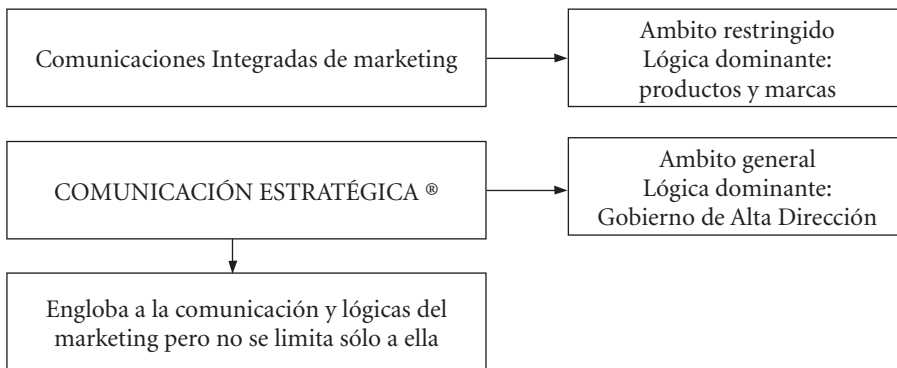 Comunicaciones Integradas de marketing
Ambito restringido
Lógica dominante:
productos y marcas
COMUNICACIÓN ESTRATÉGICA ®
Ambito general
Lógica dominante:
Gobierno de Alta Dirección
Engloba a la comunicación y lógicas del
marketing pero no se limita sólo a ella